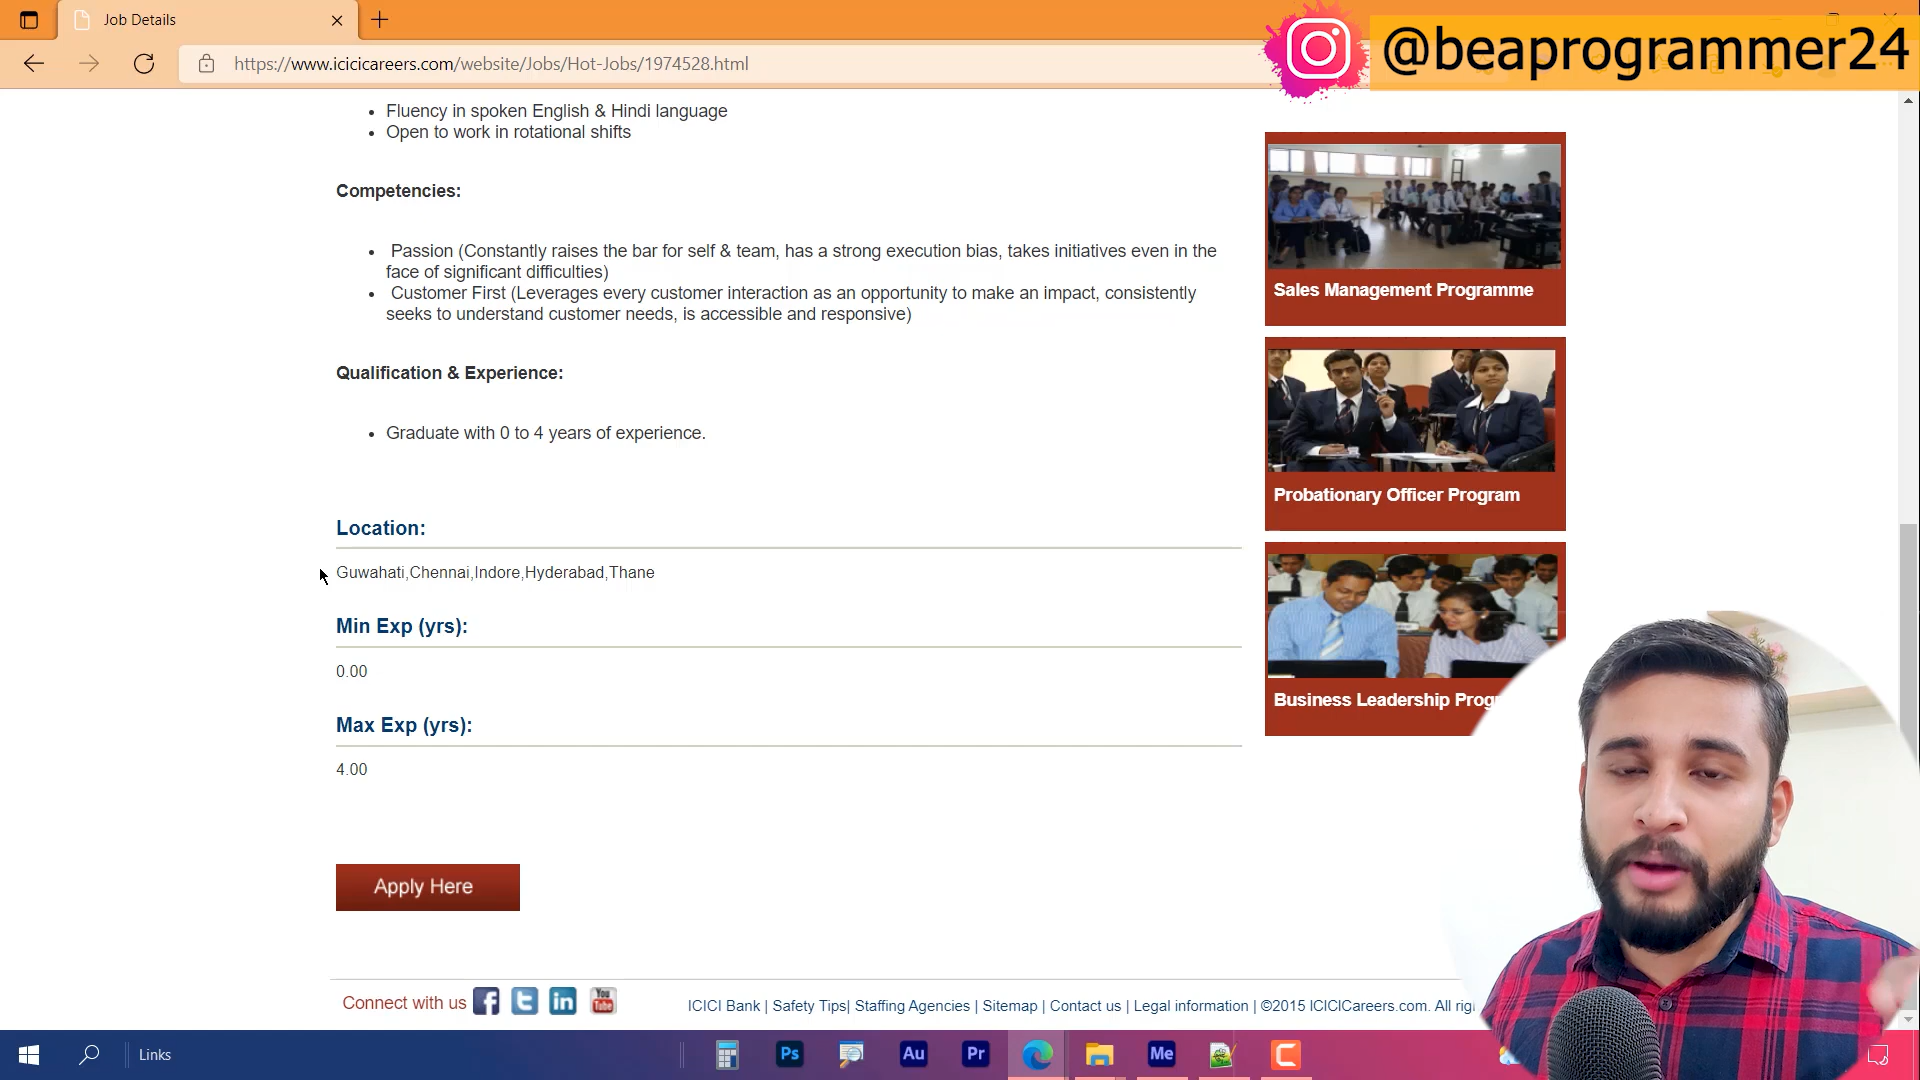 Job Details
@beaprogrammer24
https://www.icicicareers.com/website/Jobs/Hot-Jobs/1974528.html
• Fluency in spoken English & Hindi language
• Open to work in rotational shifts
Competencies:
• Passion (Constantly raises the bar for self & team, has a strong execution bias, takes initiatives even in the
face of significant difficulties)
• Customer First (Leverages every customer interaction as an opportunity to make an impact, consistently
seeks to understand customer needs, is accessible and responsive)
Qualification & Experience:
• Graduate with 0 to 4 years of experience.
Location:
Guwahati,Chennai,Indore,Hyderabad,Thane
Min Exp (yrs):
0.00
Max Exp (yrs):
4.00
Apply Here
Sales Management Programme
Probationary Officer Program
Business Leadership Prog
Connect with us
You
Tube
ICICI Bank | Safety Tips| Staffing Agencies | Sitemap | Contact us | Legal information | ©2015 ICICICareers.com. All rig
Links
Ps
Au
Pr
Me